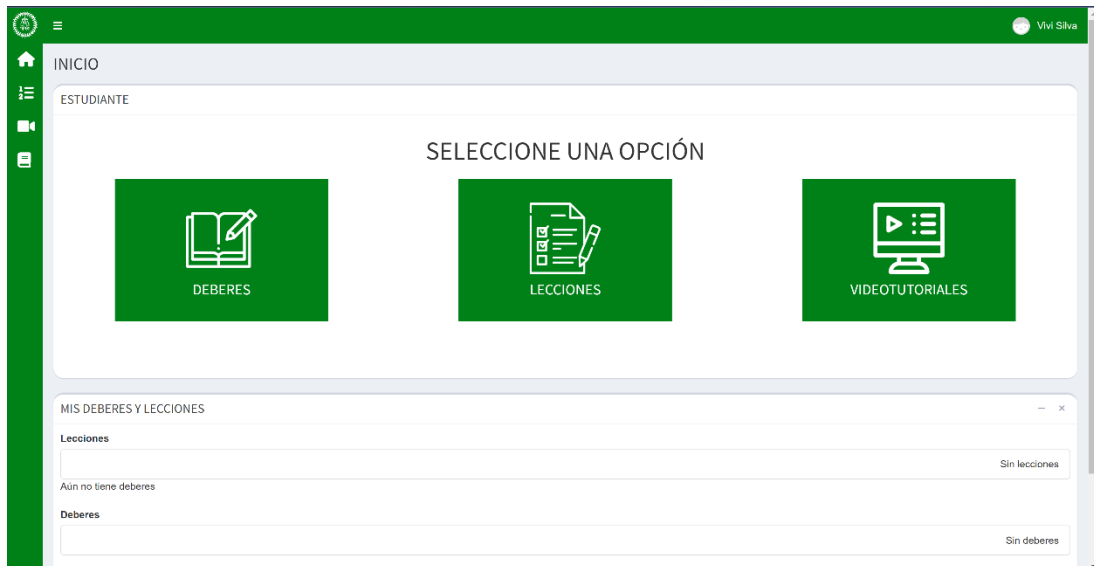 Vivi Silva
INICIO
ESTUDIANTE
SELECCIONE UNA OPCIÓN
DEBERES
LECCIONES
VIDEOTUTORIALES
MIS DEBERES Y LECCIONES
Lecciones
Sin lecciones
Aún no tiene deberes
Deberes
Sin deberes